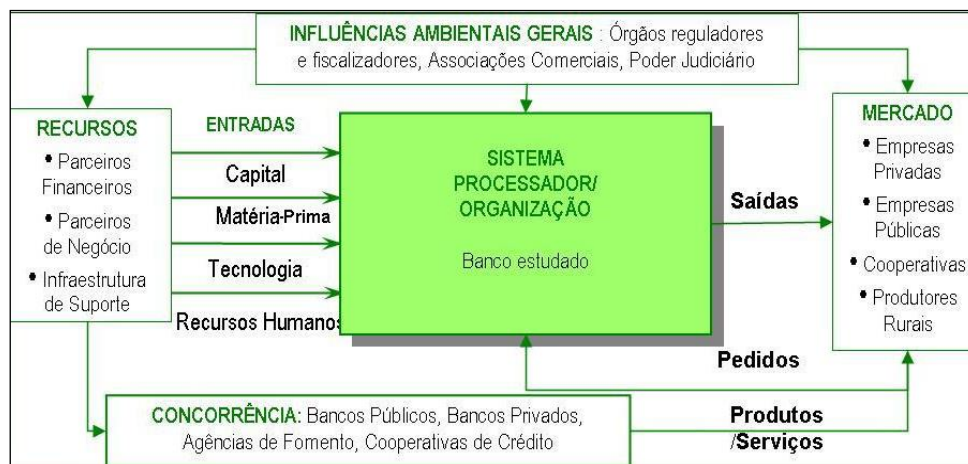 INFLUÊNCIAS AMBIENTAIS GERAIS : Órgãos reguladores
e fiscalizadores, Associações Comerciais, Poder Judiciário
RECURSOS
• Parceiros
Financeiros
• Parceiros
de Negócio
• Infraestrutura
de Suporte
ENTRADAS
Capital
Matéria-Prima
Tecnologia
Recursos Humanos
SISTEMA
PROCESSADOR/
ORGANIZAÇÃO
Banco estudado
Saídas
MERCADO
• Empresas
Privadas
• Empresas
Públicas
• Cooperativas
• Produtores
Rurais
Pedidos
CONCORRÊNCIA: Bancos Públicos, Bancos Privados,
Agências de Fomento, Cooperativas de Crédito
Produtos
/Serviços